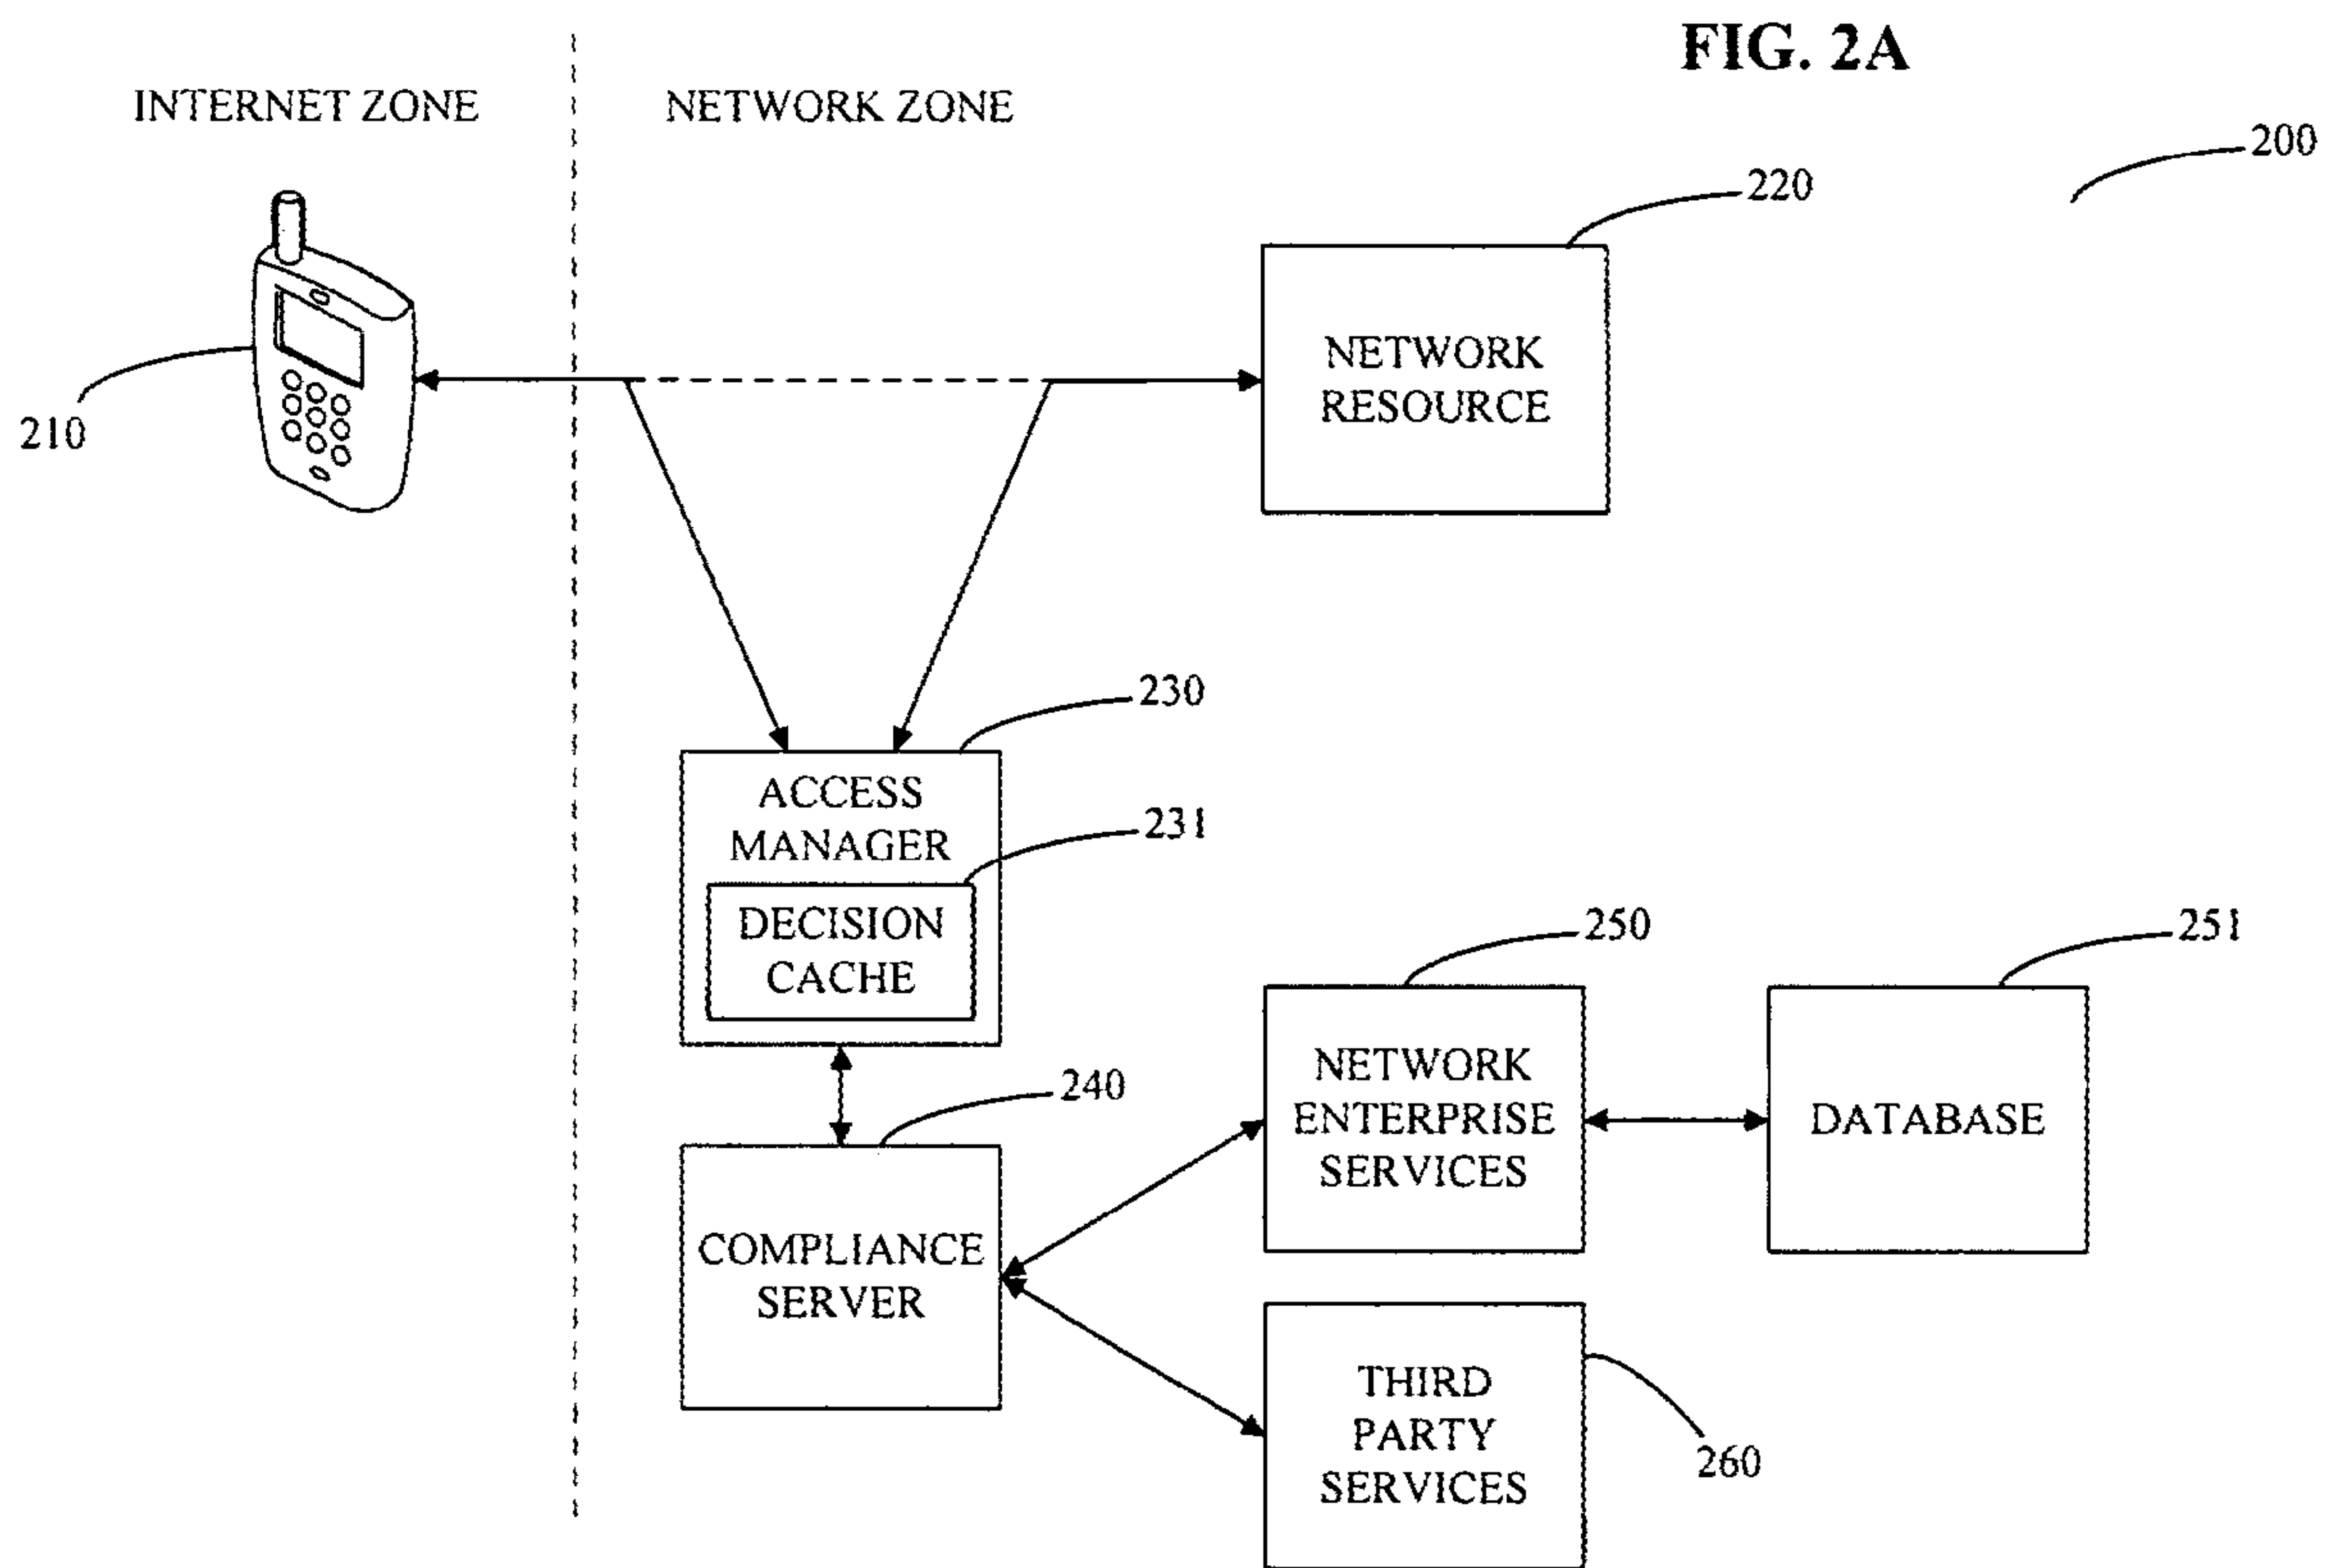 FIG. 2A
INTERNET ZONE
NETWORK ZONE
200
220
NETWORK
RESOURCE
210
230
ACCESS
MANAGER
231
DECISION
CACHE
250
251
NETWORK
ENTERPRISE
SERVICES
DATABASE
240
COMPLIANCE
SERVER
THIRD
PARTY
SERVICES
260